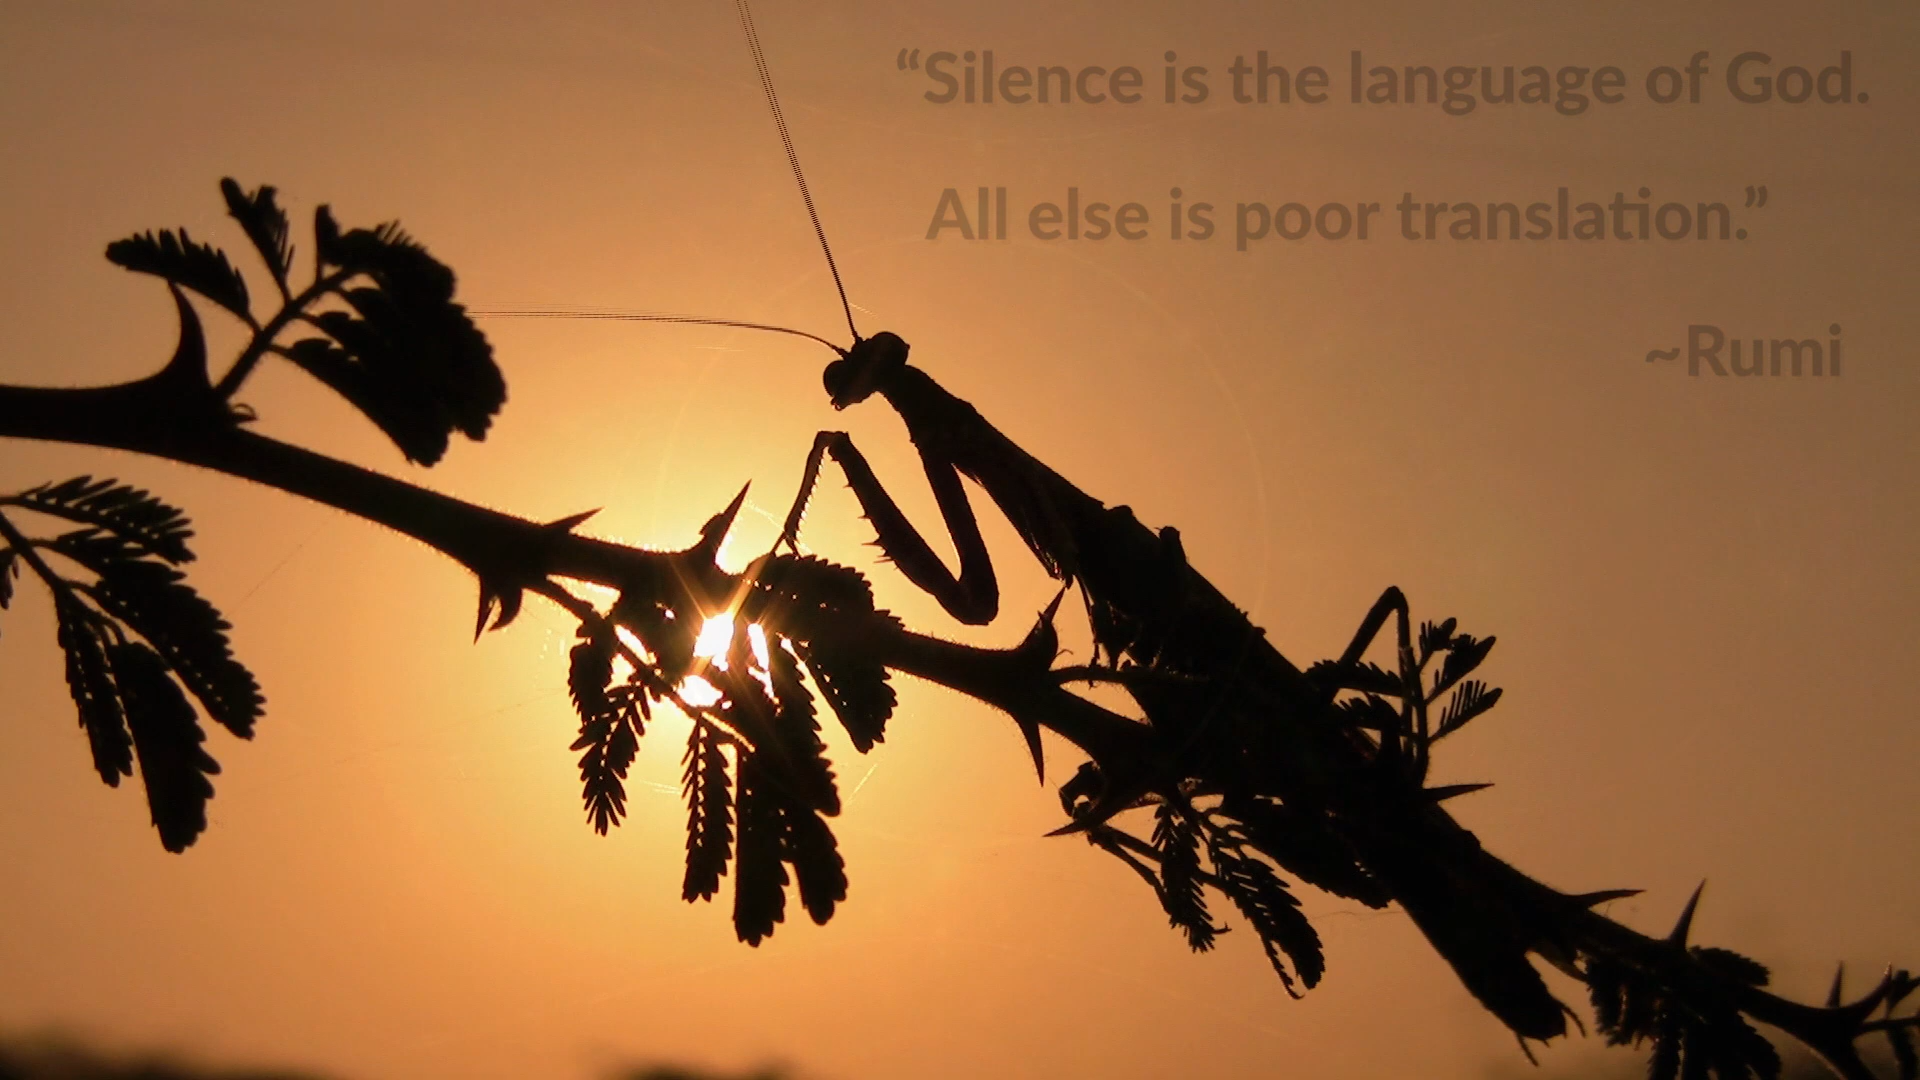 “Silence is the language of God.
All else is poor translation.”
~Rumi